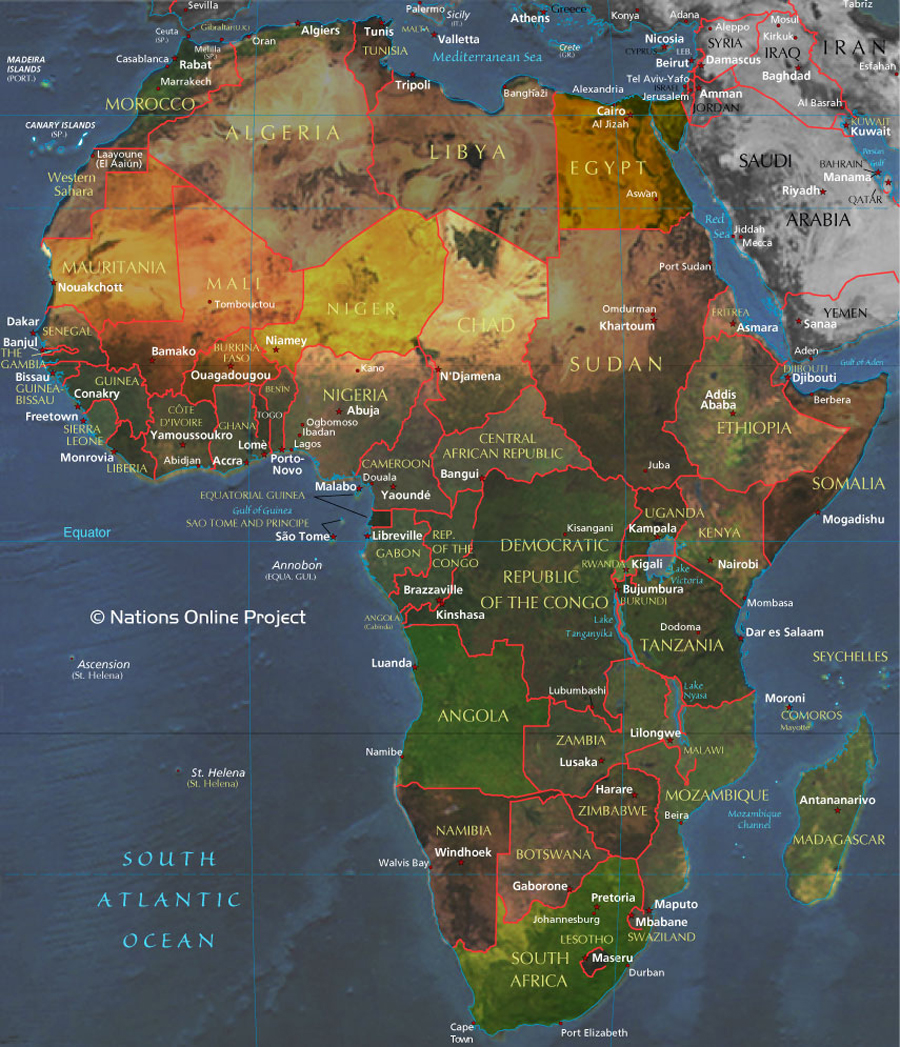 Sevilla
Ceuta
(SP.)
Gibraltar(U.K.)
Melilla
(SP.)
Oran
Algiers
Tunis
TUNISIA
Palermo
Sicily
(IT.)
MALTA
Valletta
Athens
Greece
Crete
(GR.)
Konya
Adana
Nicosia
CYPRUS
LEB.
Beirut
Aleppo
SYRIA
Damascus
Mosul
Kirkuk
IRAQ
Baghdad
Tabriz
IRAN
Esfahan
MADEIRA
ISLANDS
(PORT.)
Casablanca
Rabat
Marrakech
MOROCCO
Mediterranean Sea
Tripoli
Banghazi
Alexandria
Tel Aviv-Yafo
ISRAEL
Jerusalem
Amman
JORDAN
Al Basrah
KUWAIT
Kuwait
CANARY ISLANDS
(SP.)
Laayoune
(El Aaiún)
Western
Sahara
ALGERIA
LIBYA
Cairo
Al Jizah
EGYPT
Aswan
SAUDI
ARABIA
Riyadh
BAHRAIN
Manama
Persian
Gulf
QATAR
Red
Sea
Jiddah
Mecca
MAURITANIA
Nouakchott
MALI
Tombouctou
NIGER
CHAD
Port Sudan
Omdurman
Khartoum
SUDAN
ERITREA
Asmara
YEMEN
Sanaa
Aden
Gulf of Aden
DJIBOUTI
Djibouti
Berbera
Dakar
SENEGAL
Banjul
THE
GAMBIA
Bissau
GUINEA-
BISSAU
Bamako
BURKINA
FASO
Ouagadougou
Niamey
Kano
N'Djamena
GUINEA
Conakry
Freetown
SIERRA
LEONE
Monrovia
LIBERIA
CÔTE
D'IVOIRE
Yamoussoukro
Abidjan
GHANA
Accra
TOGO
Lomè
BENIN
Porto-
Novo
NIGERIA
Abuja
Ogbomoso
Ibadan
Lagos
Addis
Ababa
ETHIOPIA
CENTRAL
AFRICAN REPUBLIC
Bangui
CAMEROON
Douala
Yaoundé
Malabo
EQUATORIAL GUINEA
Gulf of Guinea
SAO TOME AND PRINCIPE
São Tome
Juba
SOMALIA
Mogadishu
Equator
Annobon
(EQUA. GUI.)
Libreville
GABON
REP.
OF THE
CONGO
Kisangani
DEMOCRATIC
REPUBLIC
OF THE CONGO
UGANDA
Kampala
KENYA
Nairobi
RWANDA
Kigali
Lake
Victoria
Bujumbura
BURUNDI
Brazzaville
Kinshasa
ANGOLA
(Cabinda)
Lake
Tanganyika
Mombasa
Dodoma
TANZANIA
Dar es Salaam
© Nations Online Project
Ascension
(St. Helena)
Luanda
SEYCHELLES
Lubumbashi
Lake
Nyasa
Moroni
COMOROS
Mayotte
ANGOLA
ZAMBIA
Lusaka
Lilongwe
MALAWI
Namibe
St. Helena
(St. Helena)
Harare
ZIMBABWE
MOZAMBIQUE
Beira
Mozambique
Channel
Antananarivo
MADAGASCAR
NAMIBIA
Windhoek
Walvis Bay
BOTSWANA
Gaborone
Pretoria
Johannesburg
Maputo
Mbabane
SWAZILAND
LESOTHO
Maseru
Durban
SOUTH
AFRICA
Cape
Town
Port Elizabeth
SOUTH
ATLANTIC
OCEAN